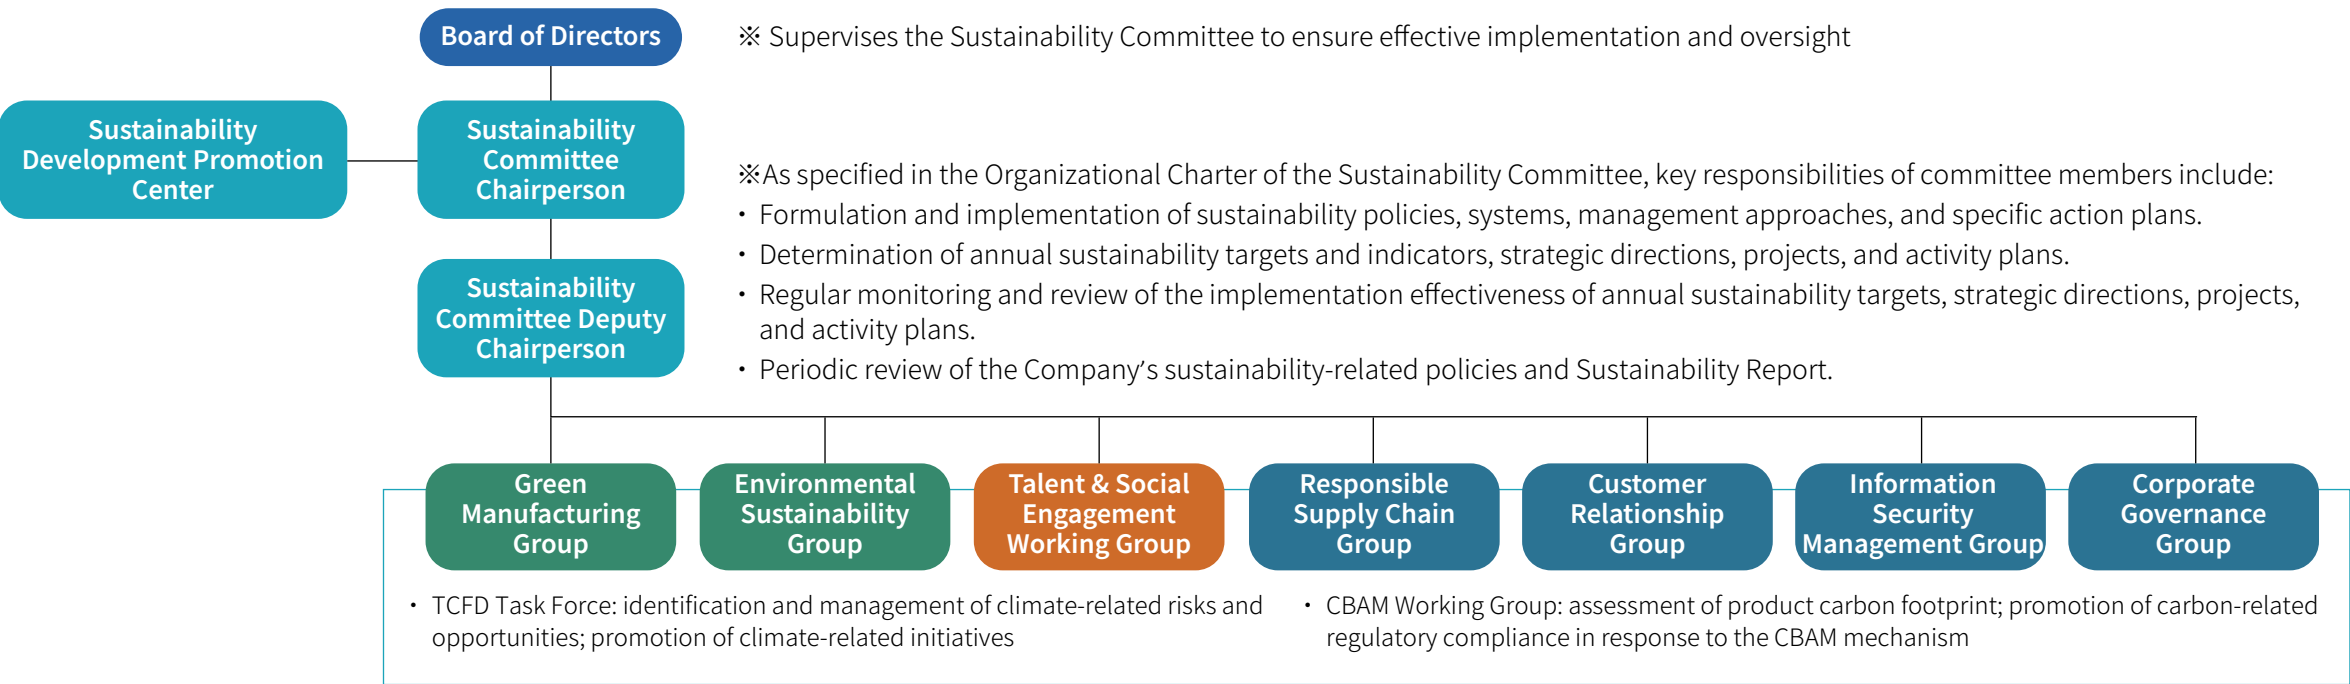 Board of Directors
※ Supervises the Sustainability Committee to ensure effective implementation and oversight
Sustainability
Development Promotion
Center
Sustainability
Committee
Chairperson
※As specified in the Organizational Charter of the Sustainability Committee, key responsibilities of committee members include:
・ Formulation and implementation of sustainability policies, systems, management approaches, and specific action plans.
・ Determination of annual sustainability targets and indicators, strategic directions, projects, and activity plans.
・ Regular monitoring and review of the implementation effectiveness of annual sustainability targets, strategic directions, projects,
and activity plans.
・ Periodic review of the Company’s sustainability-related policies and Sustainability Report.
Sustainability
Committee Deputy
Chairperson
Green
Manufacturing
Group
Environmental
Sustainability
Group
Talent & Social
Engagement
Working Group
Responsible
Supply Chain
Group
Customer
Relationship
Group
Information
Security
Management Group
Corporate
Governance
Group
・ TCFD Task Force: identification and management of climate-related risks and
opportunities; promotion of climate-related initiatives
・ CBAM Working Group: assessment of product carbon footprint; promotion of carbon-related
regulatory compliance in response to the CBAM mechanism